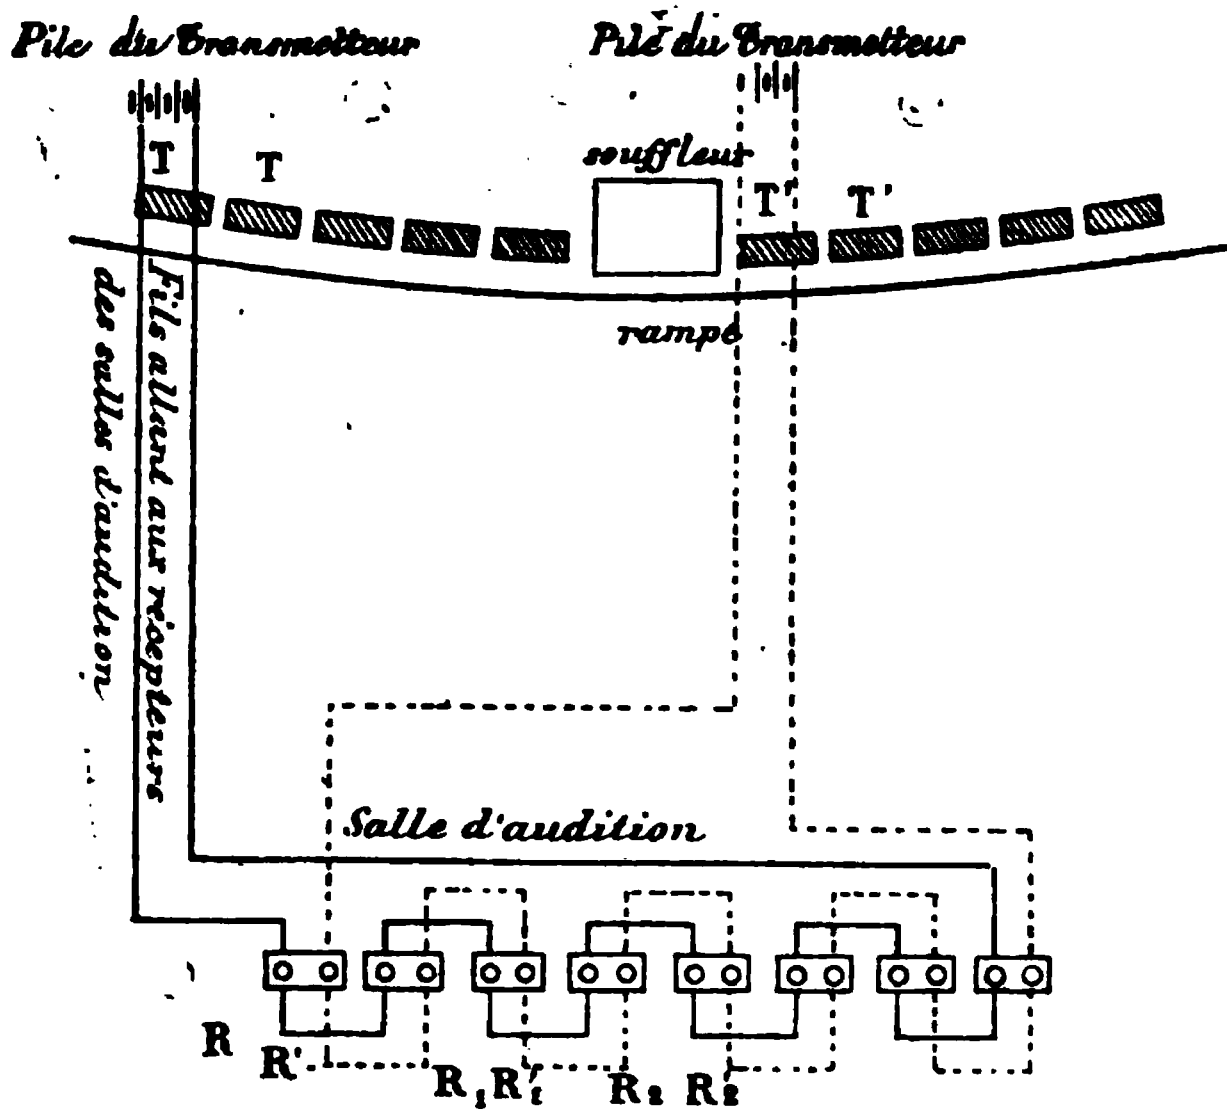 Pile du Transmetteur
Pile du Transmetteur
T
T
souffleur
T'
T'
rampe
Fils allant aux récepteurs
des salles d'audition
Salle d'audition
R
R'
R₁
R'₁
R₂
R'₂